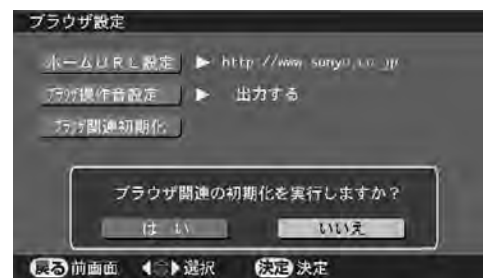 ブラウザ設定
ホームURL設定 ▶ http://www.sanyo.co.jp
ブラウザ操作音設定 ▶ 出力する
ブラウザ関連初期化
ブラウザ関連の初期化を実行しますか?
はい いいえ
戻る 前画面 ◀ ▶ 選択 決定 決定